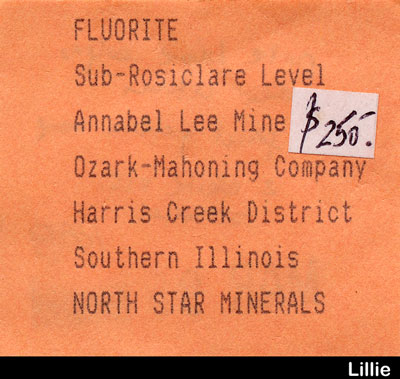 FLUORITE
Sub-Rosiclare Level
Annabel Lee Mine
$250.-
Ozark-Mahoning Company
Harris Creek District
Southern Illinois
NORTH STAR MINERALS
Lillie